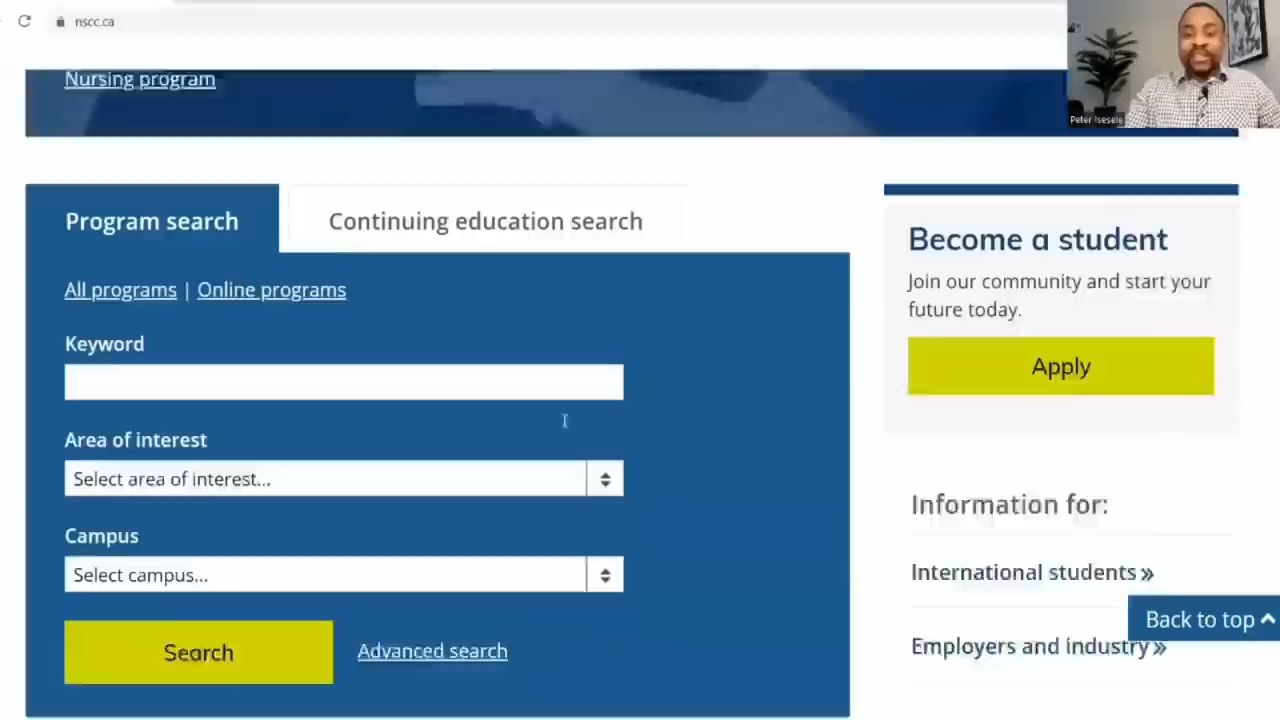 nscc.ca
Nursing program
Peter Isesele
Program search
Continuing education search
All programs | Online programs
Keyword
Area of interest
Select area of interest...
Campus
Select campus...
Search
Advanced search
Become a student
Join our community and start your
future today.
Apply
Information for:
International students »
Back to top
Employers and industry »